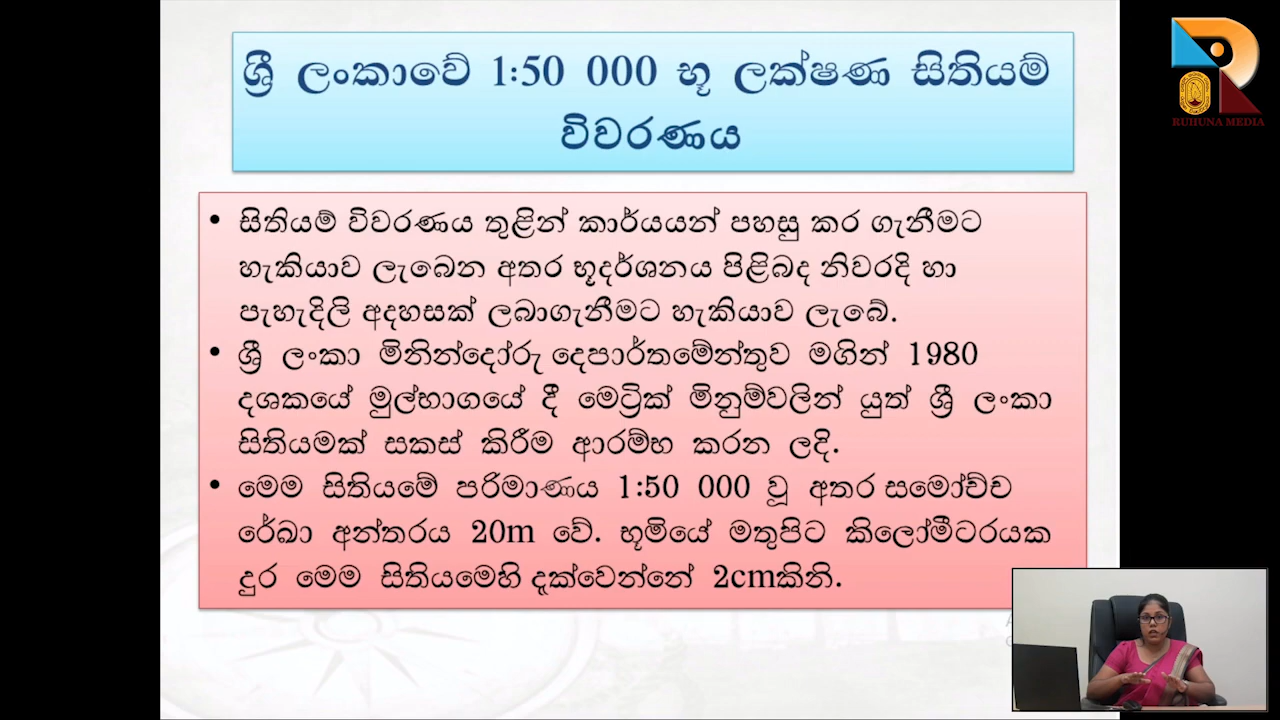 ශ්‍රී ලංකාවේ 1:50 000 භූ ලක්ෂණ සිතියම්
විවරණය
• සිතියම් විවරණය තුළින් කාර්යයන් පහසු කර ගැනීමට
හැකියාව ලැබෙන අතර භූදර්ශනය පිළිබද නිවරදි හා
පැහැදිලි අදහසක් ලබාගැනීමට හැකියාව ලැබේ.
• ශ්‍රී ලංකා මිනින්දෝරු දෙපාර්තමේන්තුව මගින් 1980
දශකයේ මුල්භාගයේ දී මෙට්‍රික් මිනුම්වලින් යුත් ශ්‍රී ලංකා
සිතියමක් සකස් කිරීම ආරම්භ කරන ලදි.
• මෙම සිතියමේ පරිමාණය 1:50 000 වූ අතර සමෝච්ච
රේඛා අන්තරය 20m වේ. භූමියේ මතුපිට කිලෝමීටරයක
දුර මෙම සිතියමෙහි දැක්වෙන්නේ 2cmකිනි.
RUHUNA MEDIA